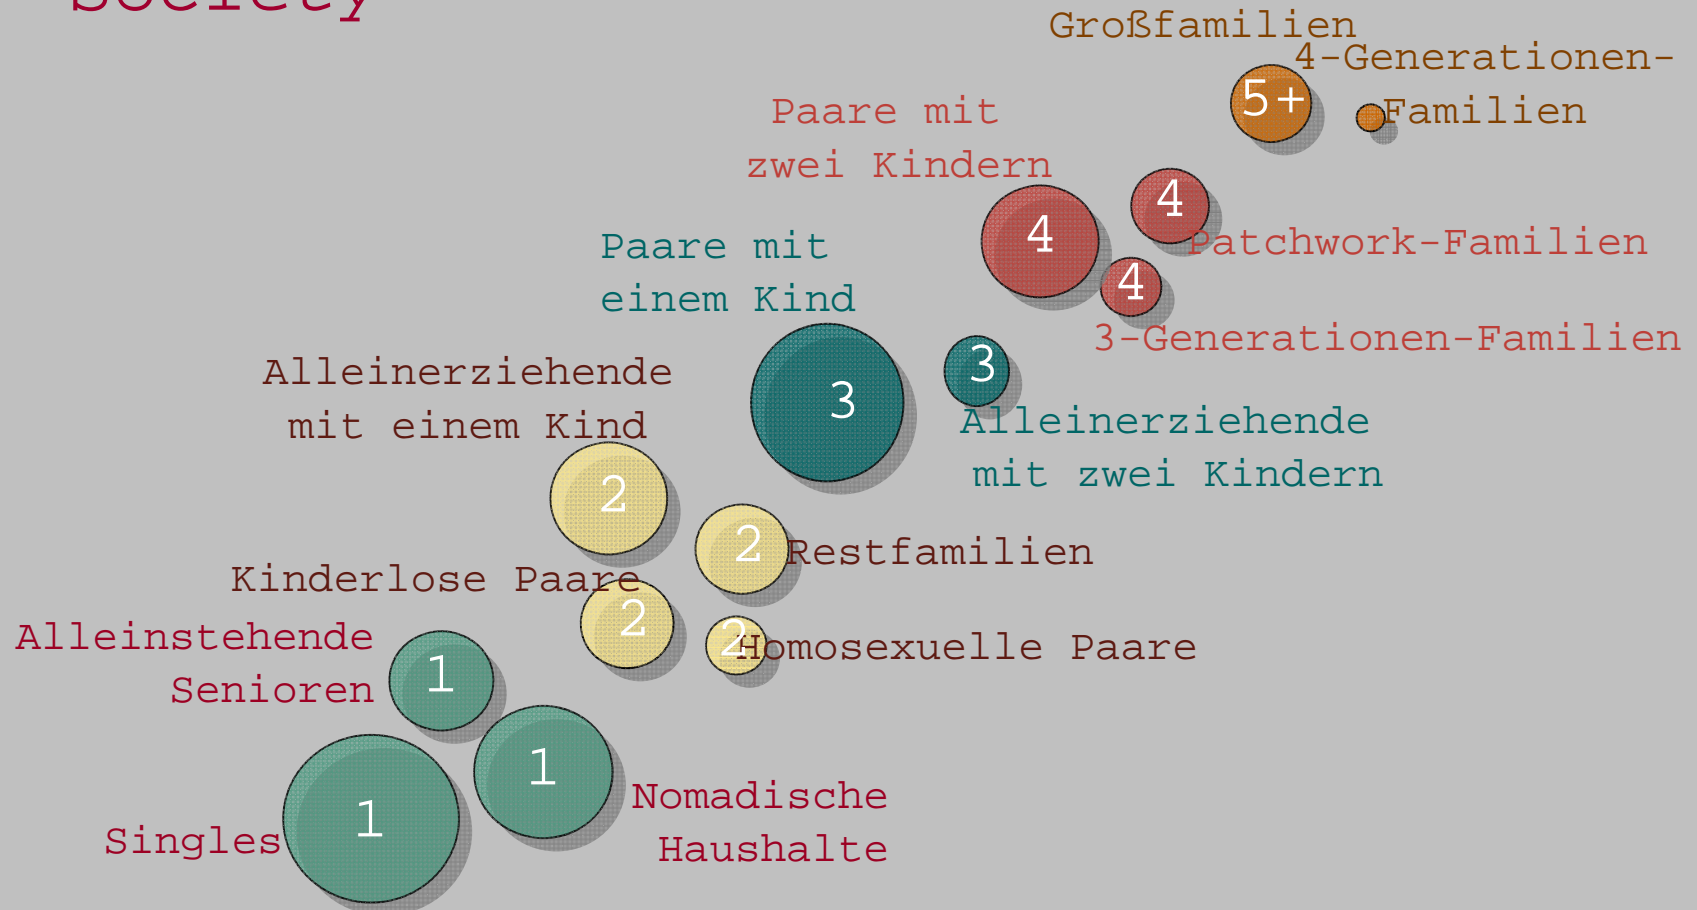 Society
Großfamilien
4-Generationen-
Familien
5+
Paare mit
zwei Kindern
4
4
Patchwork-Familien
4
3-Generationen-Familien
Paare mit
einem Kind
3
3
Alleinerziehende
mit zwei Kindern
Alleinerziehende
mit einem Kind
2
2
Restfamilien
Kinderlose Paare
2
2
Homosexuelle Paare
Alleinstehende
Senioren
1
1
Nomadische
Haushalte
Singles
1